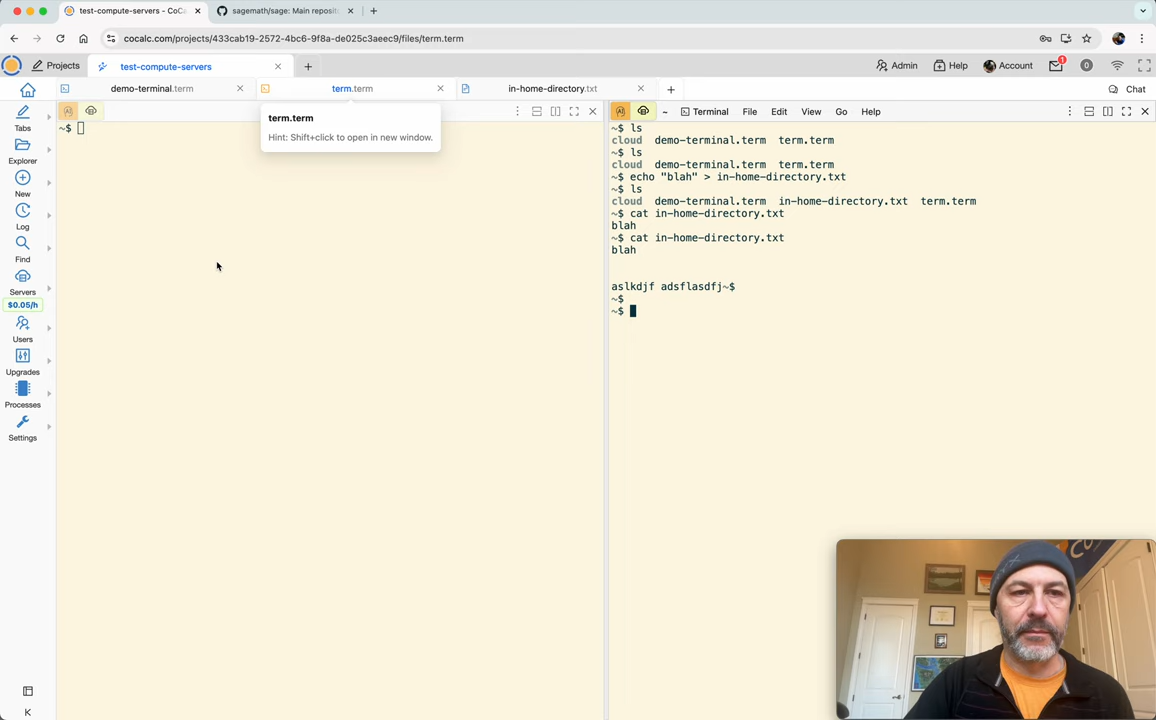 test-compute-servers - CoCa
sagemath/sage: Main reposit
cocalc.com/projects/433cab19-2572-4bc6-9f8a-de025c3aeec9/files/term.term
Projects
test-compute-servers
Admin
Help
Account
1
0
demo-terminal.term
term.term
in-home-directory.txt
Chat
Tabs
Explorer
New
Log
Find
Servers
$0.05/h
Users
Upgrades
Processes
Settings
~$
term.term
Hint: Shift+click to open in new window.
~ Terminal File Edit View Go Help
~$ ls
cloud demo-terminal.term term.term
~$ ls
cloud demo-terminal.term term.term
~$ echo "blah" > in-home-directory.txt
~$ ls
cloud demo-terminal.term in-home-directory.txt term.term
~$ cat in-home-directory.txt
blah
~$ cat in-home-directory.txt
blah
aslkdjf adsflasdfj~$
~$
~$